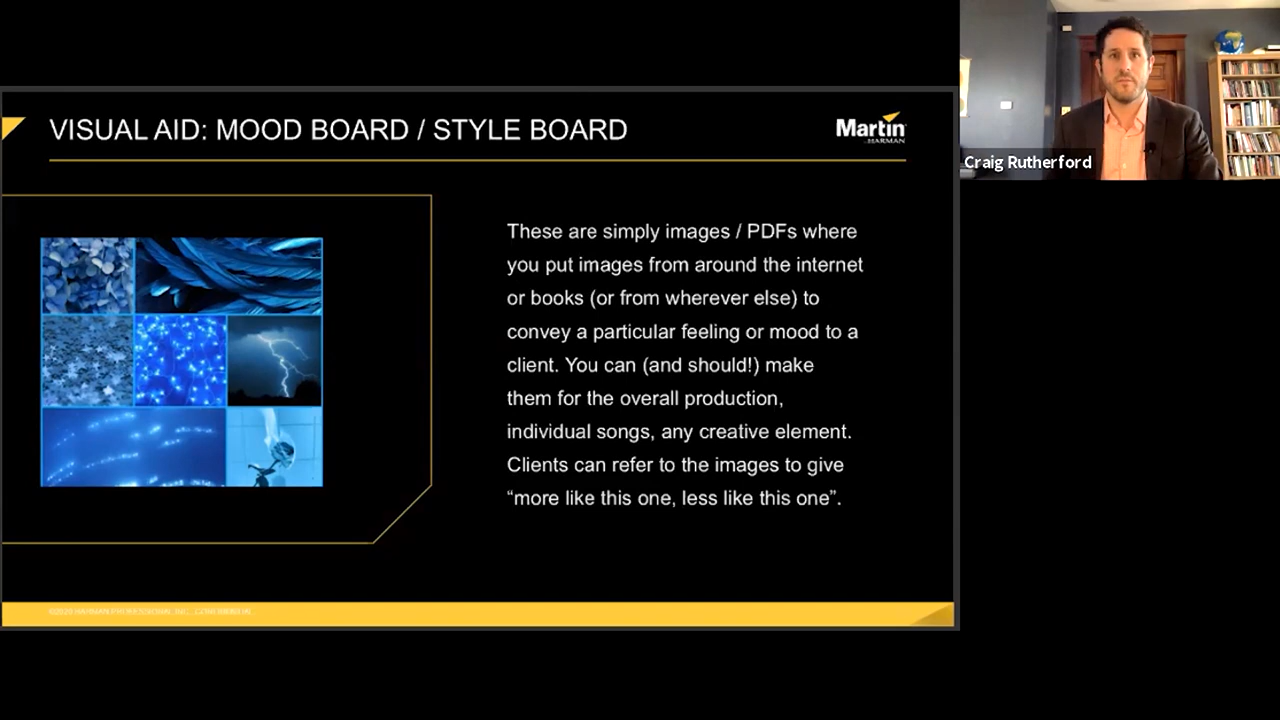 VISUAL AID: MOOD BOARD / STYLE BOARD
Martin
HARMAN
Craig Rutherford
These are simply images / PDFs where
you put images from around the internet
or books (or from wherever else) to
convey a particular feeling or mood to a
client. You can (and should!) make
them for the overall production,
individual songs, any creative element.
Clients can refer to the images to give
“more like this one, less like this one”.